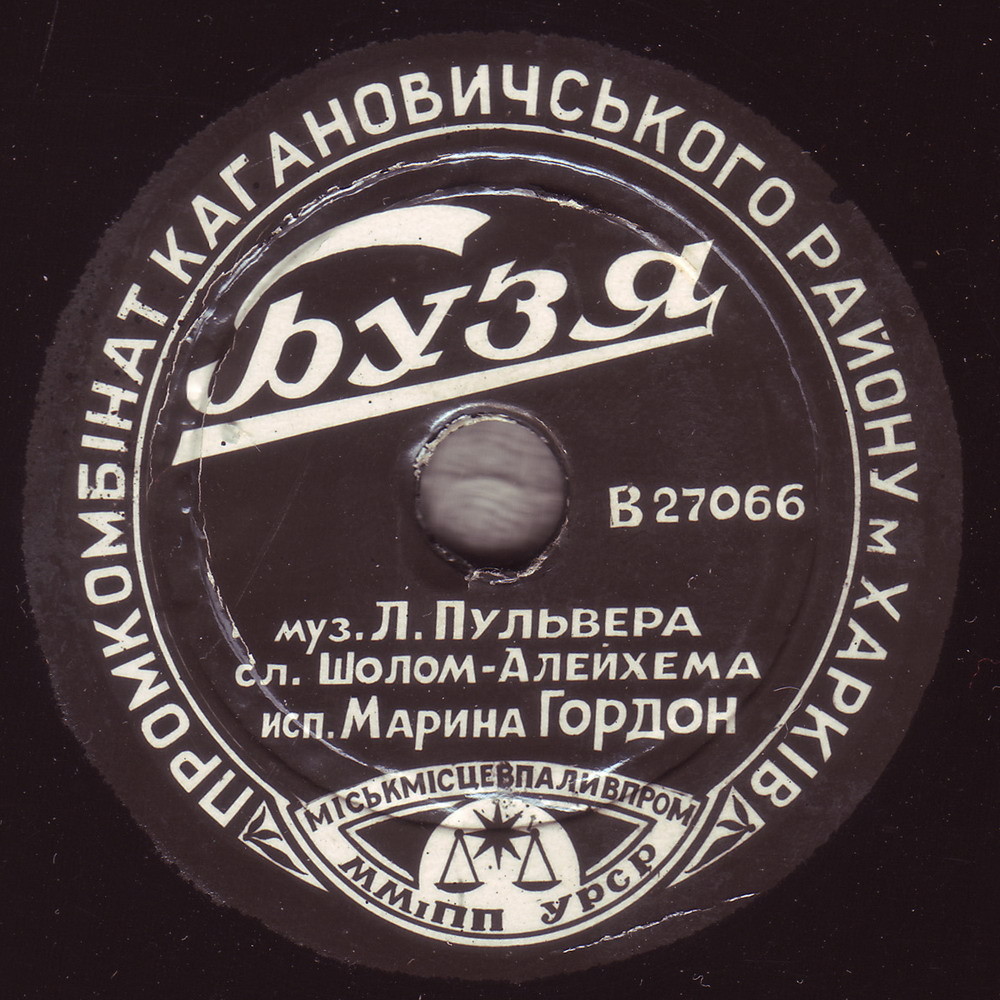 ПРОМКОМБІНАТ КАГАНОВИЧСЬКОГО РАЙОНУ м ХАРКІВ
Бузя
В 27066
муз. Л. ПУЛЬВЕРА
сл. ШОЛОМ-АЛЕЙХЕМА
исп. МАРИНА ГОРДОН
МІСЬКМІСЦЕВПАЛИВПРОМ
ММіПП УРСР